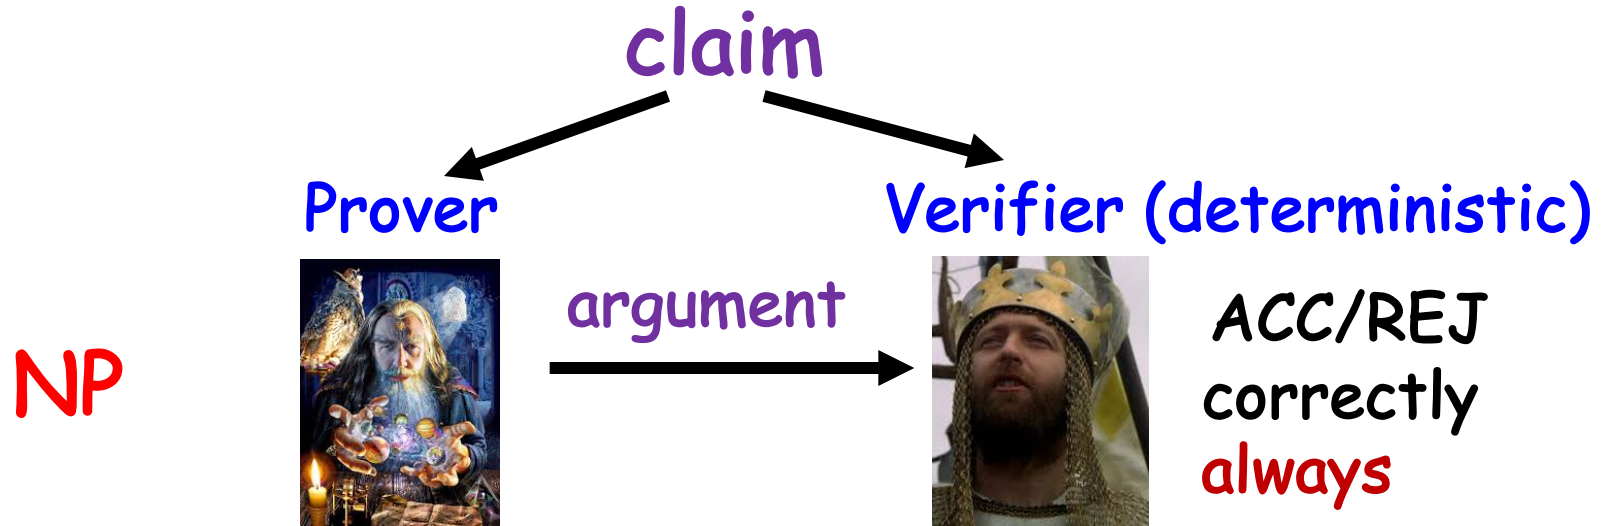 claim
Prover
Verifier (deterministic)
argument
NP
ACC/REJ
correctly
always